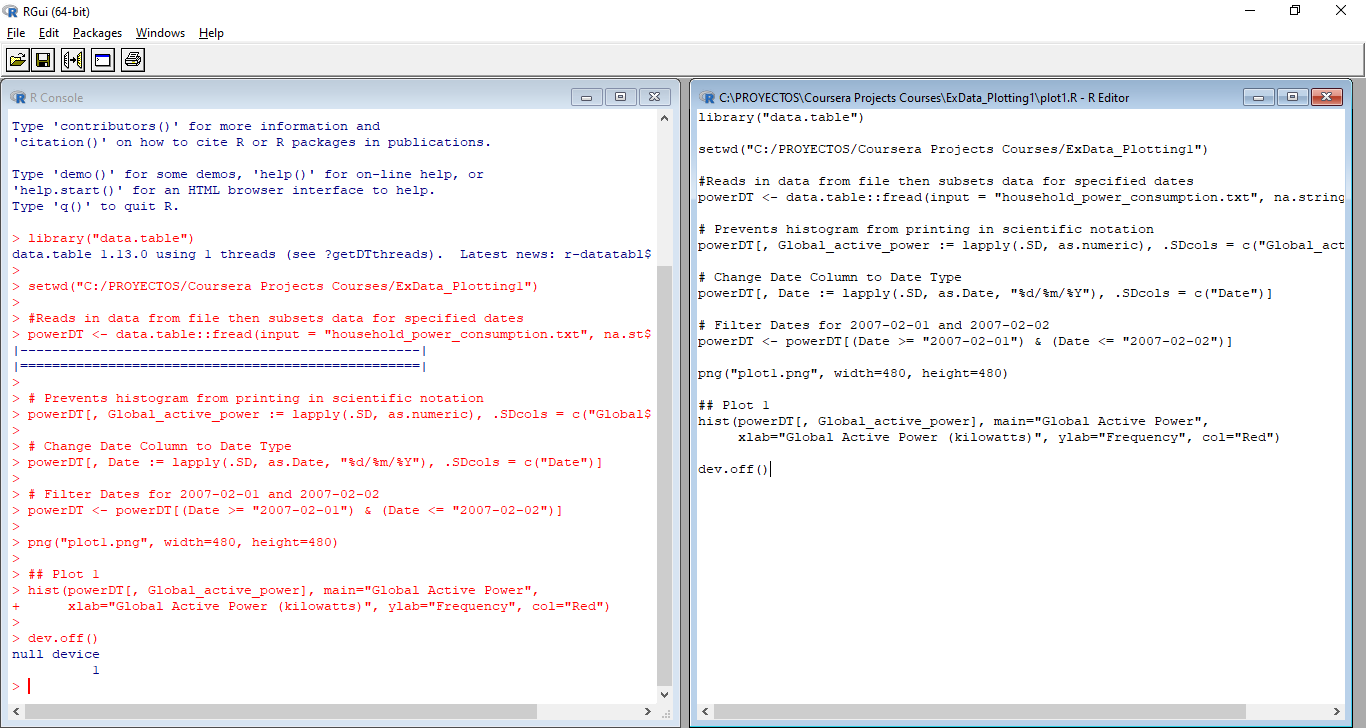 RGui (64-bit)
File Edit Packages Windows Help
R Console
Type 'contributors()' for more information and
'citation()' on how to cite R or R packages in publications.
Type 'demo()' for some demos, 'help()' for on-line help, or
'help.start()' for an HTML browser interface to help.
Type 'q()' to quit R.
> library("data.table")
data.table 1.13.0 using 1 threads (see ?getDTthreads).  Latest news: r-datatabl$
>
> setwd("C:/PROYECTOS/Coursera Projects Courses/ExData_Plotting1")
>
> #Reads in data from file then subsets data for specified dates
> powerDT <- data.table::fread(input = "household_power_consumption.txt", na.st$
|--------------------------------------------------|
|==================================================|
>
> # Prevents histogram from printing in scientific notation
> powerDT[, Global_active_power := lapply(.SD, as.numeric), .SDcols = c("Global$
>
> # Change Date Column to Date Type
> powerDT[, Date := lapply(.SD, as.Date, "%d/%m/%Y"), .SDcols = c("Date")]
>
> # Filter Dates for 2007-02-01 and 2007-02-02
> powerDT <- powerDT[(Date >= "2007-02-01") & (Date <= "2007-02-02")]
>
> png("plot1.png", width=480, height=480)
>
> ## Plot 1
> hist(powerDT[, Global_active_power], main="Global Active Power",
+      xlab="Global Active Power (kilowatts)", ylab="Frequency", col="Red")
>
> dev.off()
null device
          1
>
C:\PROYECTOS\Coursera Projects Courses\ExData_Plotting1\plot1.R - R Editor
library("data.table")
setwd("C:/PROYECTOS/Coursera Projects Courses/ExData_Plotting1")
#Reads in data from file then subsets data for specified dates
powerDT <- data.table::fread(input = "household_power_consumption.txt", na.string
# Prevents histogram from printing in scientific notation
powerDT[, Global_active_power := lapply(.SD, as.numeric), .SDcols = c("Global_act
# Change Date Column to Date Type
powerDT[, Date := lapply(.SD, as.Date, "%d/%m/%Y"), .SDcols = c("Date")]
# Filter Dates for 2007-02-01 and 2007-02-02
powerDT <- powerDT[(Date >= "2007-02-01") & (Date <= "2007-02-02")]
png("plot1.png", width=480, height=480)
## Plot 1
hist(powerDT[, Global_active_power], main="Global Active Power",
     xlab="Global Active Power (kilowatts)", ylab="Frequency", col="Red")
dev.off()